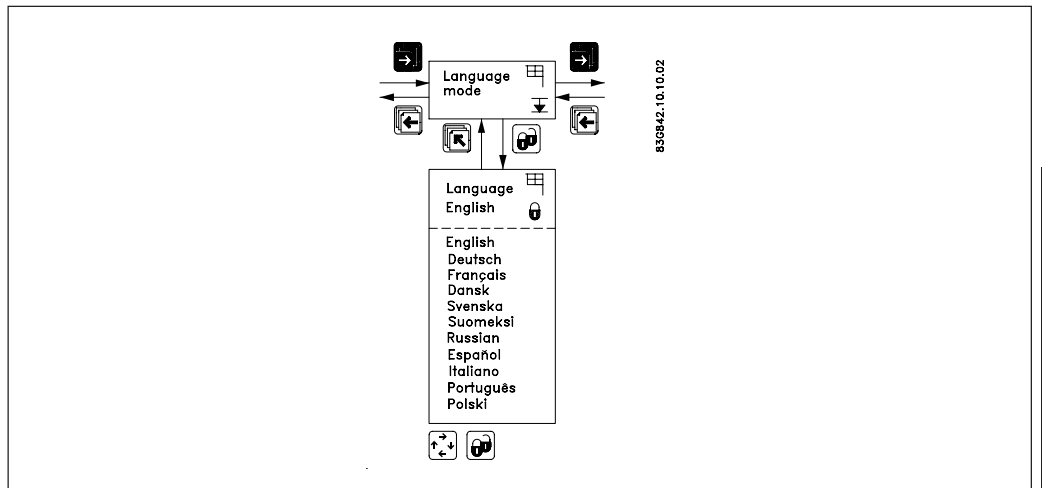 Language
mode
83G842.10.10.02
Language
English
English
Deutsch
Français
Dansk
Svenska
Suomeksi
Russian
Español
Italiano
Português
Polski